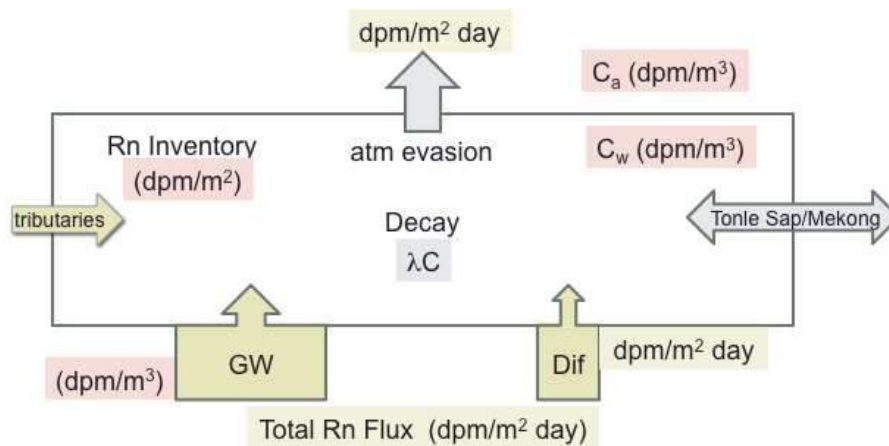 dpm/m² day
Cₐ (dpm/m³)
Rn Inventory
(dpm/m²)
atm evasion
C_w (dpm/m³)
tributaries
Decay
λC
Tonle Sap/Mekong
(dpm/m³)
GW
Dif
dpm/m² day
Total Rn Flux (dpm/m² day)